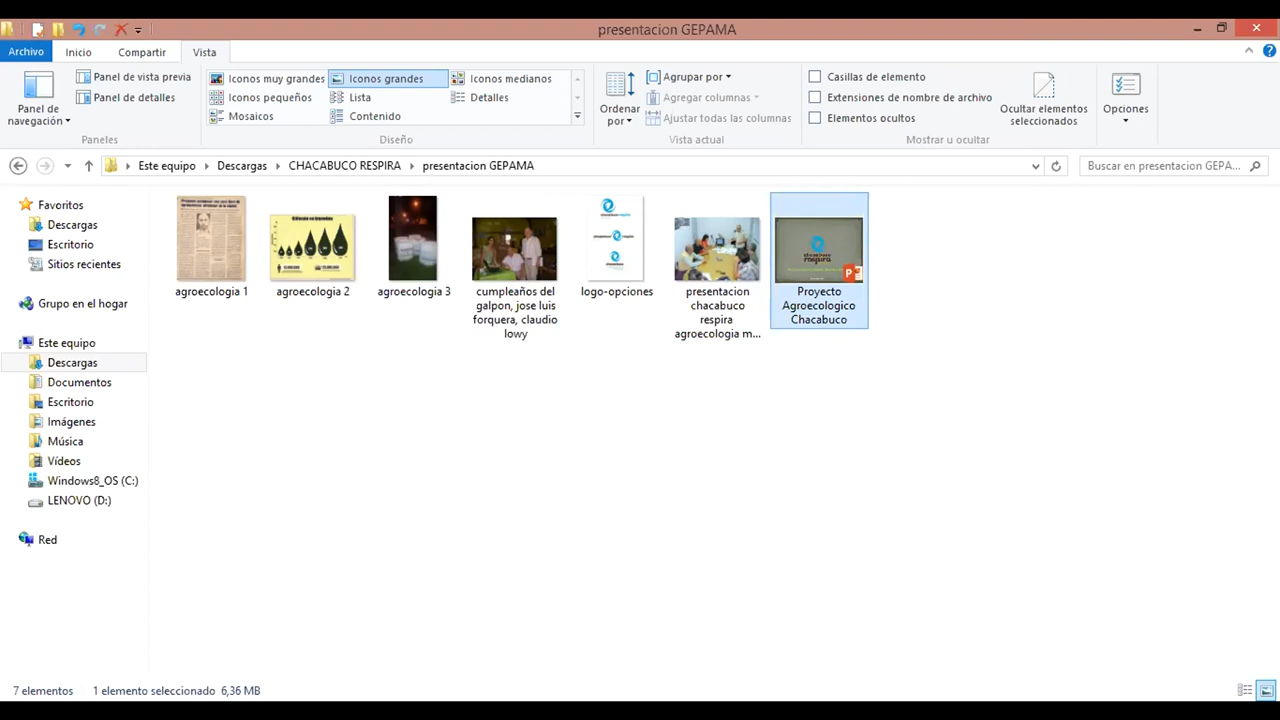 presentacion GEPAMA
Archivo
Inicio
Compartir
Vista
Panel de navegación
Panel de vista previa
Panel de detalles
Paneles
Iconos muy grandes
Iconos grandes
Iconos medianos
Iconos pequeños
Lista
Detalles
Mosaicos
Contenido
Diseño
Ordenar por
Agrupar por
Agregar columnas
Ajustar todas las columnas
Vista actual
Casillas de elemento
Extensiones de nombre de archivo
Elementos ocultos
Ocultar elementos seleccionados
Mostrar u ocultar
Opciones
Este equipo
Descargas
CHACABUCO RESPIRA
presentacion GEPAMA
Buscar en presentacion GEPA...
Favoritos
Descargas
Escritorio
Sitios recientes
Grupo en el hogar
Este equipo
Descargas
Documentos
Escritorio
Imágenes
Música
Vídeos
Windows8_OS (C:)
LENOVO (D:)
Red
agroecologia 1
agroecologia 2
agroecologia 3
cumpleaños del
galpon, jose luis
forquera, claudio
lowy
logo-opciones
presentacion
chacabuco
respira
agroecologia m...
Proyecto
Agroecologico
Chacabuco
7 elementos
1 elemento seleccionado 6,36 MB